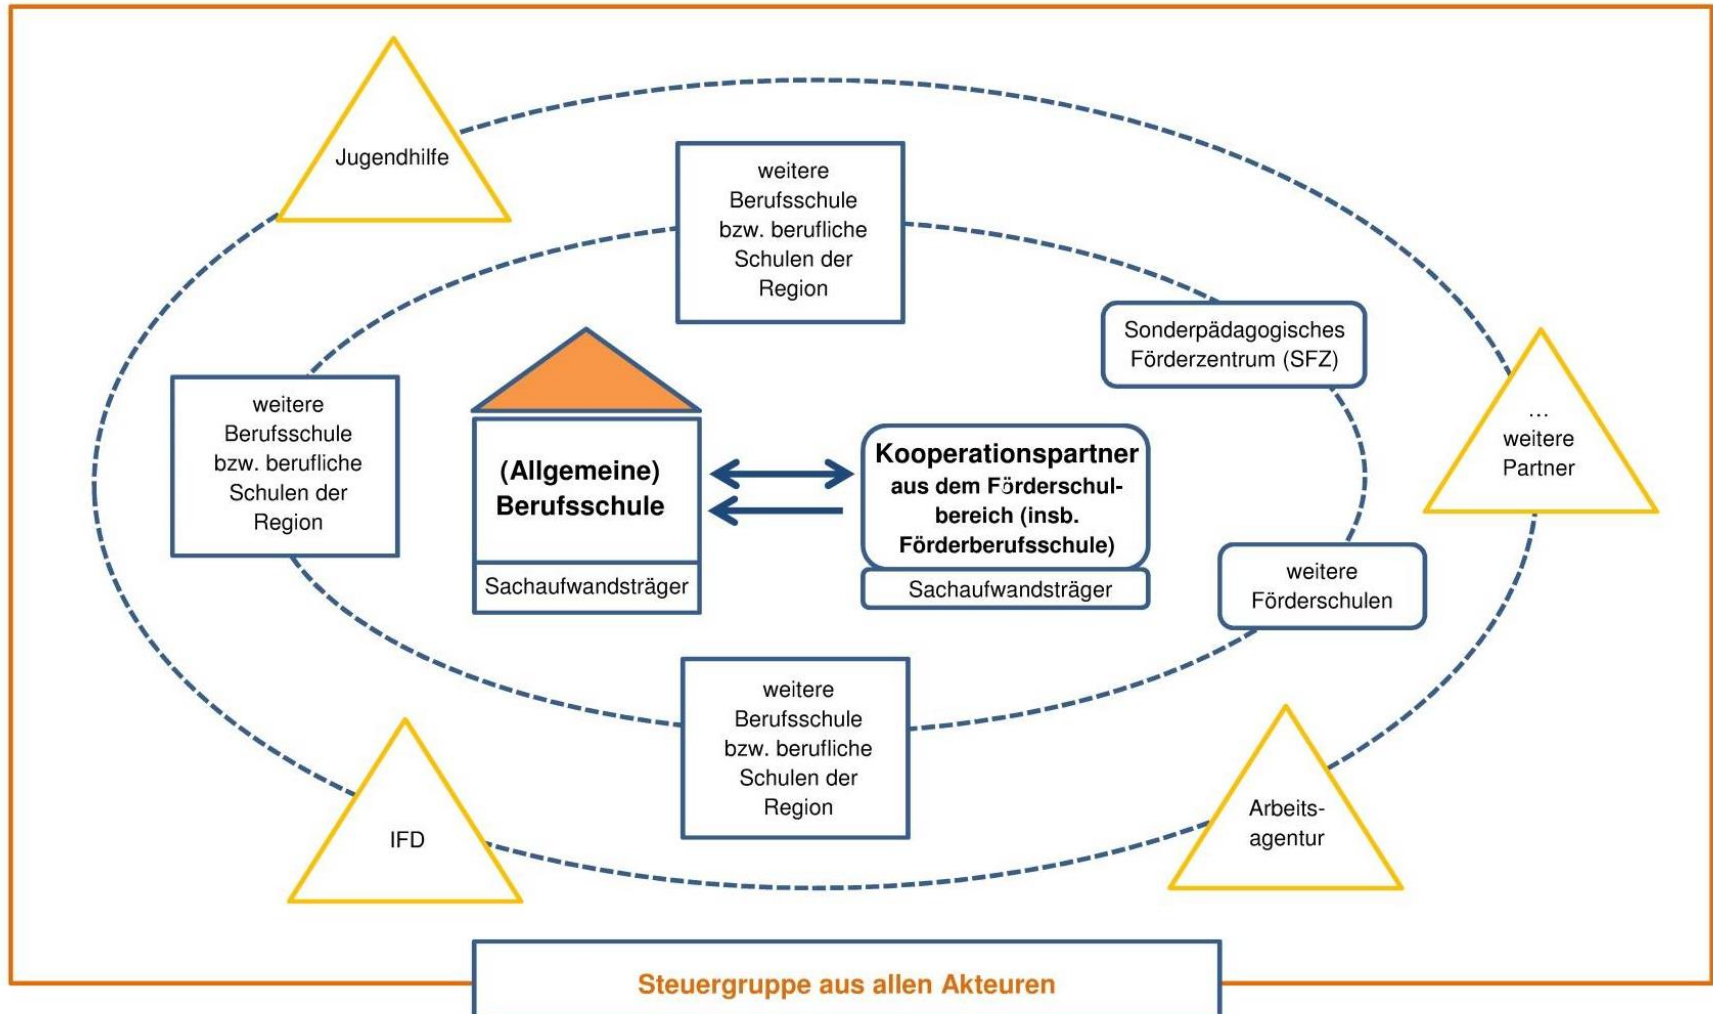 Jugendhilfe
weitere
Berufsschule
bzw. berufliche
Schulen der
Region
Sonderpädagogisches
Förderzentrum (SFZ)
weitere
Berufsschule
bzw. berufliche
Schulen der
Region
(Allgemeine)
Berufsschule
Sachaufwandsträger
Kooperationspartner
aus dem Förderschul-
bereich (insb.
Förderberufsschule)
Sachaufwandsträger
...
weitere
Partner
weitere
Förderschulen
weitere
Berufsschule
bzw. berufliche
Schulen der
Region
IFD
Arbeits-
agentur
Steuergruppe aus allen Akteuren